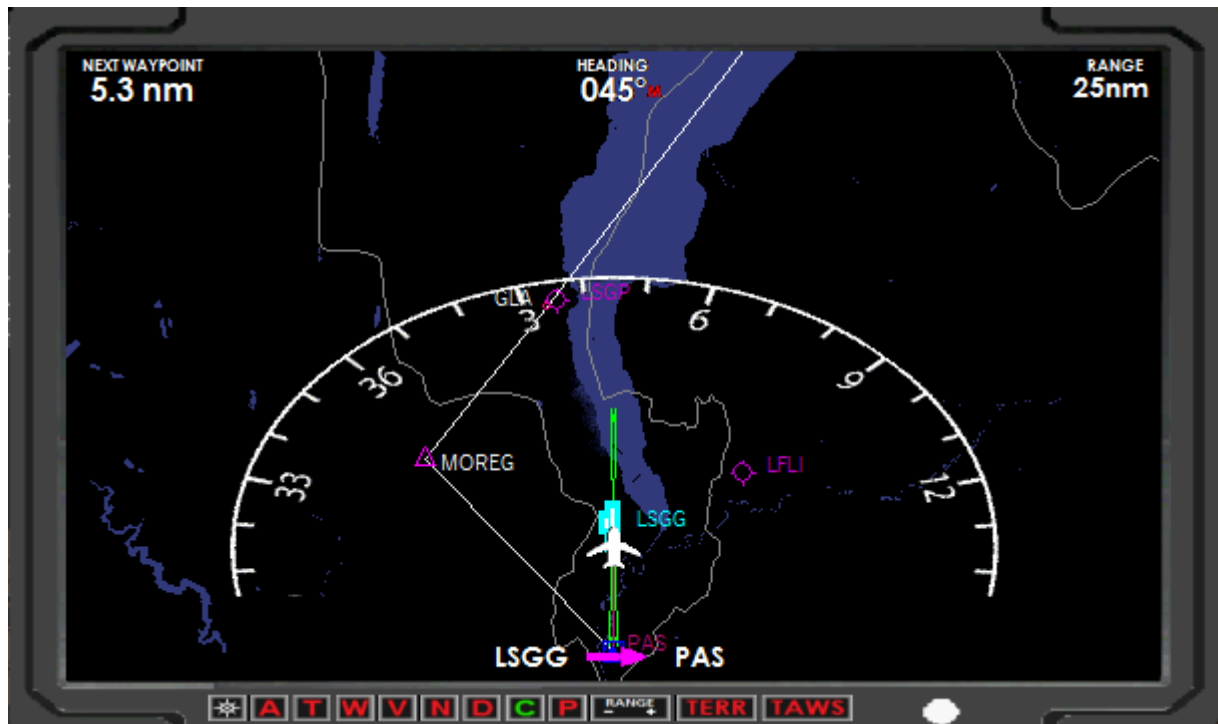 NEXT WAYPOINT
5.3 nm
HEADING
045°M
RANGE
25nm
GLA
LSGP
3
6
36
9
MOREG
LFLI
33
12
LSGG
PAS
LSGG PAS
A T W V N D C P - RANGE + TERR TAWS